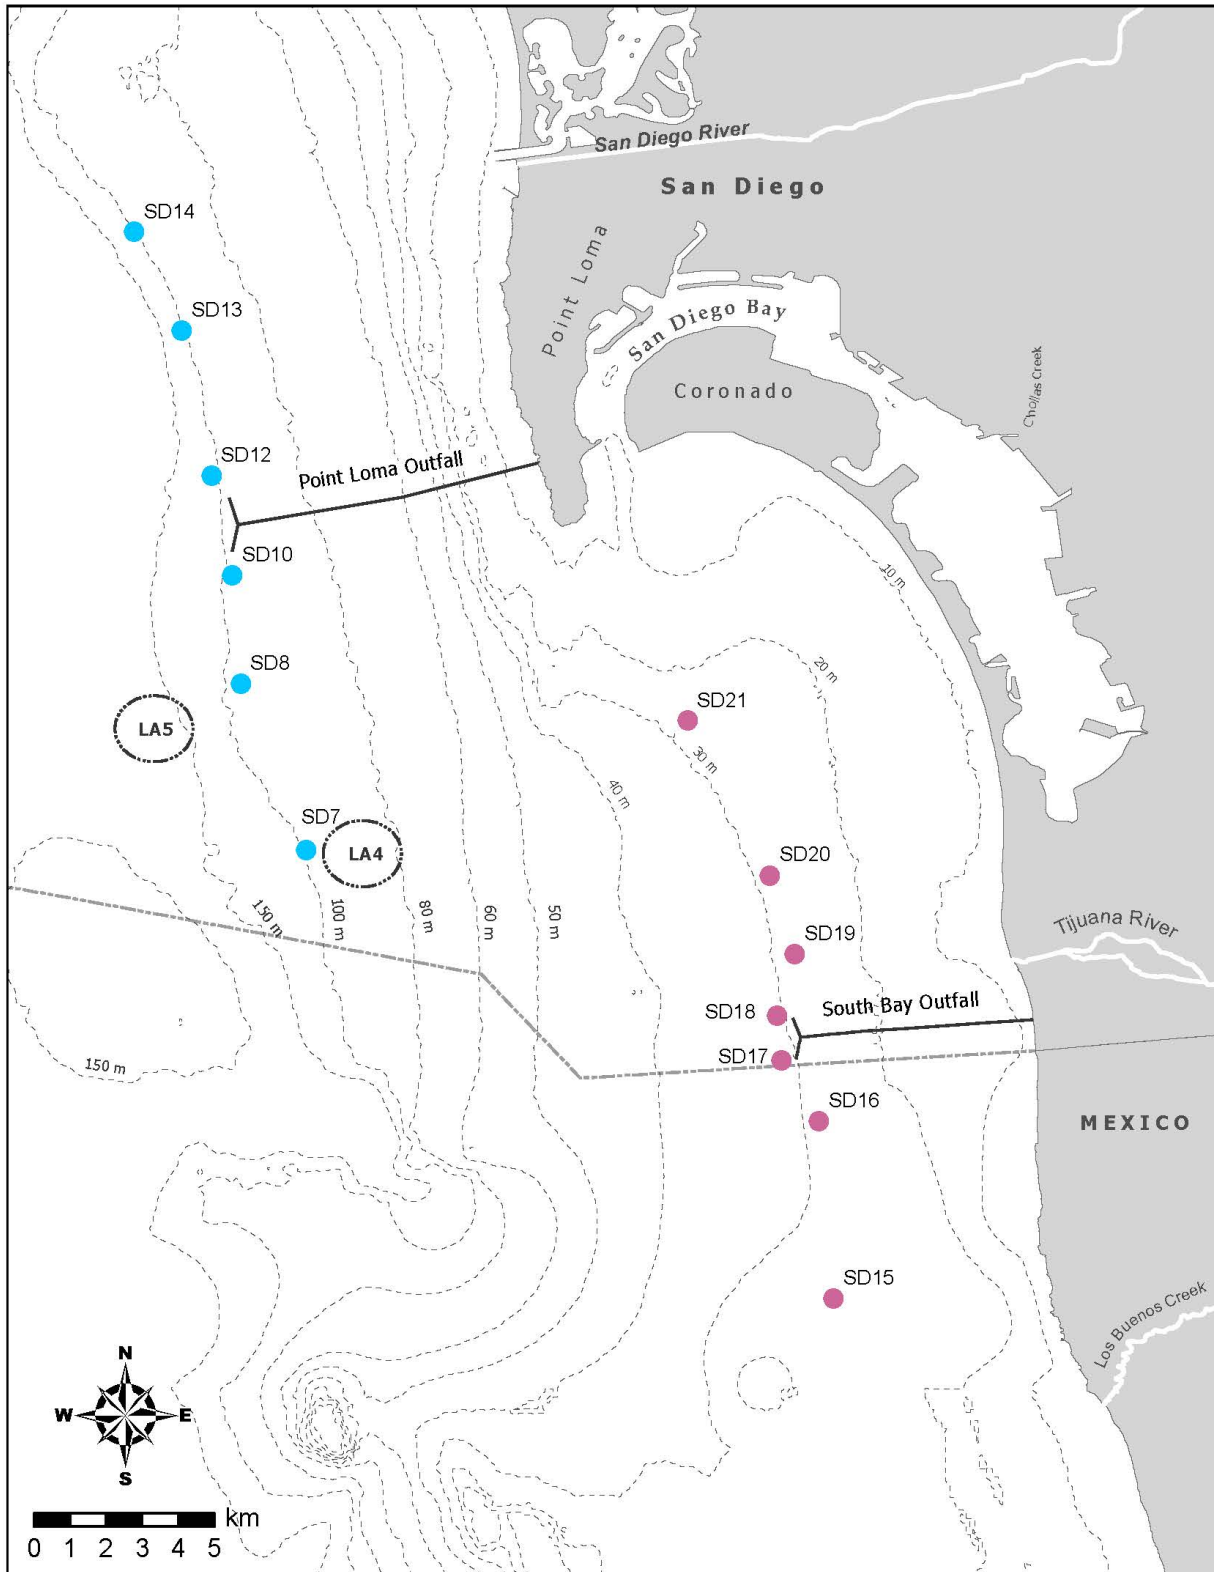 San Diego River
San Diego
SD14
Point Loma
SD13
San Diego Bay
Coronado
Chollas Creek
SD12
Point Loma Outfall
SD10
10 m
SD8
20 m
SD21
LA5
30 m
40 m
SD7
LA4
SD20
150 m
100 m
80 m
60 m
50 m
Tijuana River
SD19
South Bay Outfall
SD18
SD17
150 m
SD16
MEXICO
SD15
Los Buenos Creek
N
W
E
S
km
0 1 2 3 4 5